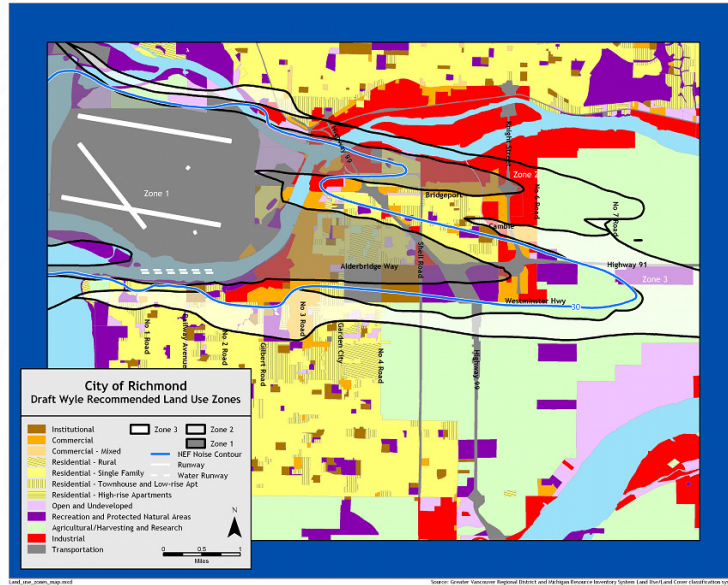 Highway 99
Knight Street
Zone 1
Zone 2
No 6 Road
Bridgeport
No 7 Road
Cambie
Shell Road
Alderbridge Way
Highway 91
Zone 3
Westminster Hwy
30
No 1 Road
Railway Avenue
No 2 Road
Gilbert Road
No 3 Road
Garden City
No 4 Road
Highway 99
City of Richmond
Draft Wyle Recommended Land Use Zones
Institutional
Commercial
Commercial - Mixed
Residential - Rural
Residential - Single Family
Residential - Townhouse and Low-rise Apt
Residential - High-rise Apartments
Open and Undeveloped
Recreation and Protected Natural Areas
Agricultural/Harvesting and Research
Industrial
Transportation
Zone 3
Zone 2
Zone 1
NEF Noise Contour
Runway
Water Runway
N
0 0.5 1
Miles
Land_use_zones_map.mxd
Source: Greater Vancouver Regional District and Michigan Resource Inventory System Land Use/Land Cover classification